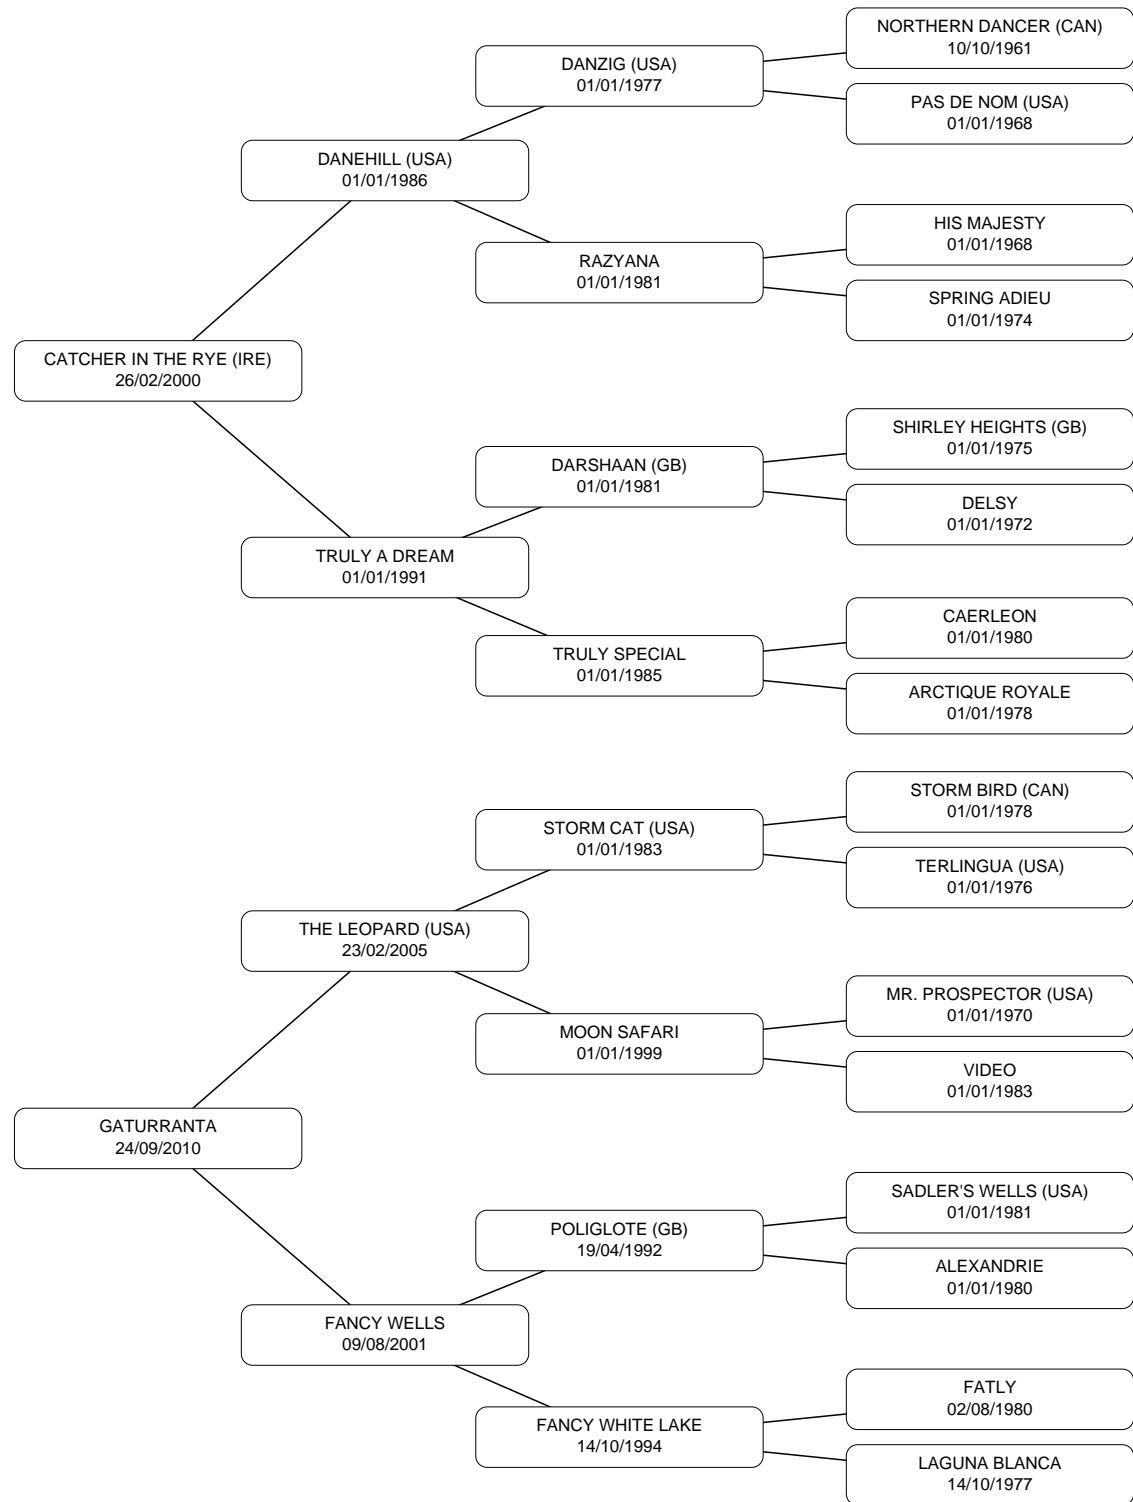 NORTHERN DANCER (CAN)
10/10/1961
DANZIG (USA)
01/01/1977
PAS DE NOM (USA)
01/01/1968
DANEHILL (USA)
01/01/1986
HIS MAJESTY
01/01/1968
RAZYANA
01/01/1981
SPRING ADIEU
01/01/1974
CATCHER IN THE RYE (IRE)
26/02/2000
SHIRLEY HEIGHTS (GB)
01/01/1975
DARSHAAN (GB)
01/01/1981
DELSY
01/01/1972
TRULY A DREAM
01/01/1991
CAERLEON
01/01/1980
TRULY SPECIAL
01/01/1985
ARCTIQUE ROYALE
01/01/1978
STORM BIRD (CAN)
01/01/1978
STORM CAT (USA)
01/01/1983
TERLINGUA (USA)
01/01/1976
THE LEOPARD (USA)
23/02/2005
MR. PROSPECTOR (USA)
01/01/1970
MOON SAFARI
01/01/1999
VIDEO
01/01/1983
GATURRANTA
24/09/2010
SADLER'S WELLS (USA)
01/01/1981
POLIGLOTE (GB)
19/04/1992
ALEXANDRIE
01/01/1980
FANCY WELLS
09/08/2001
FATLY
02/08/1980
FANCY WHITE LAKE
14/10/1994
LAGUNA BLANCA
14/10/1977